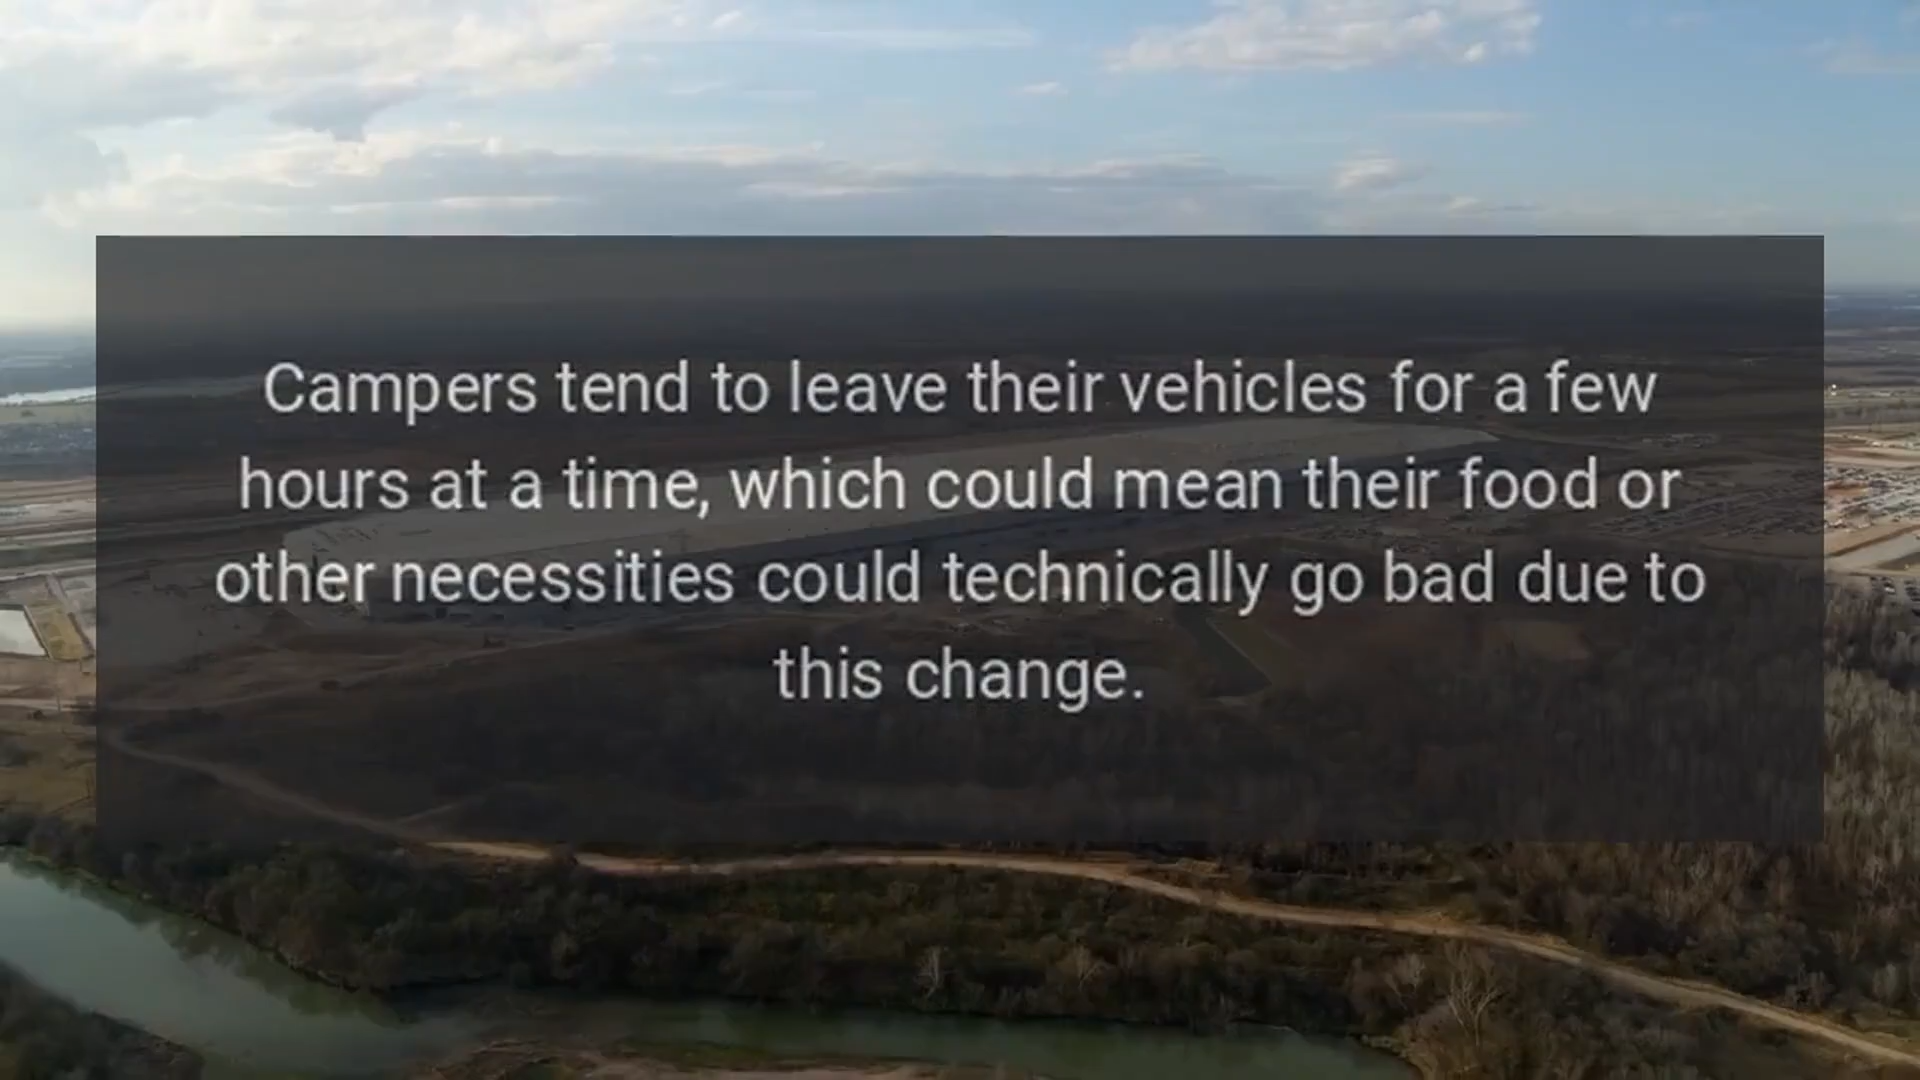 Campers tend to leave their vehicles for a few
hours at a time, which could mean their food or
other necessities could technically go bad due to
this change.